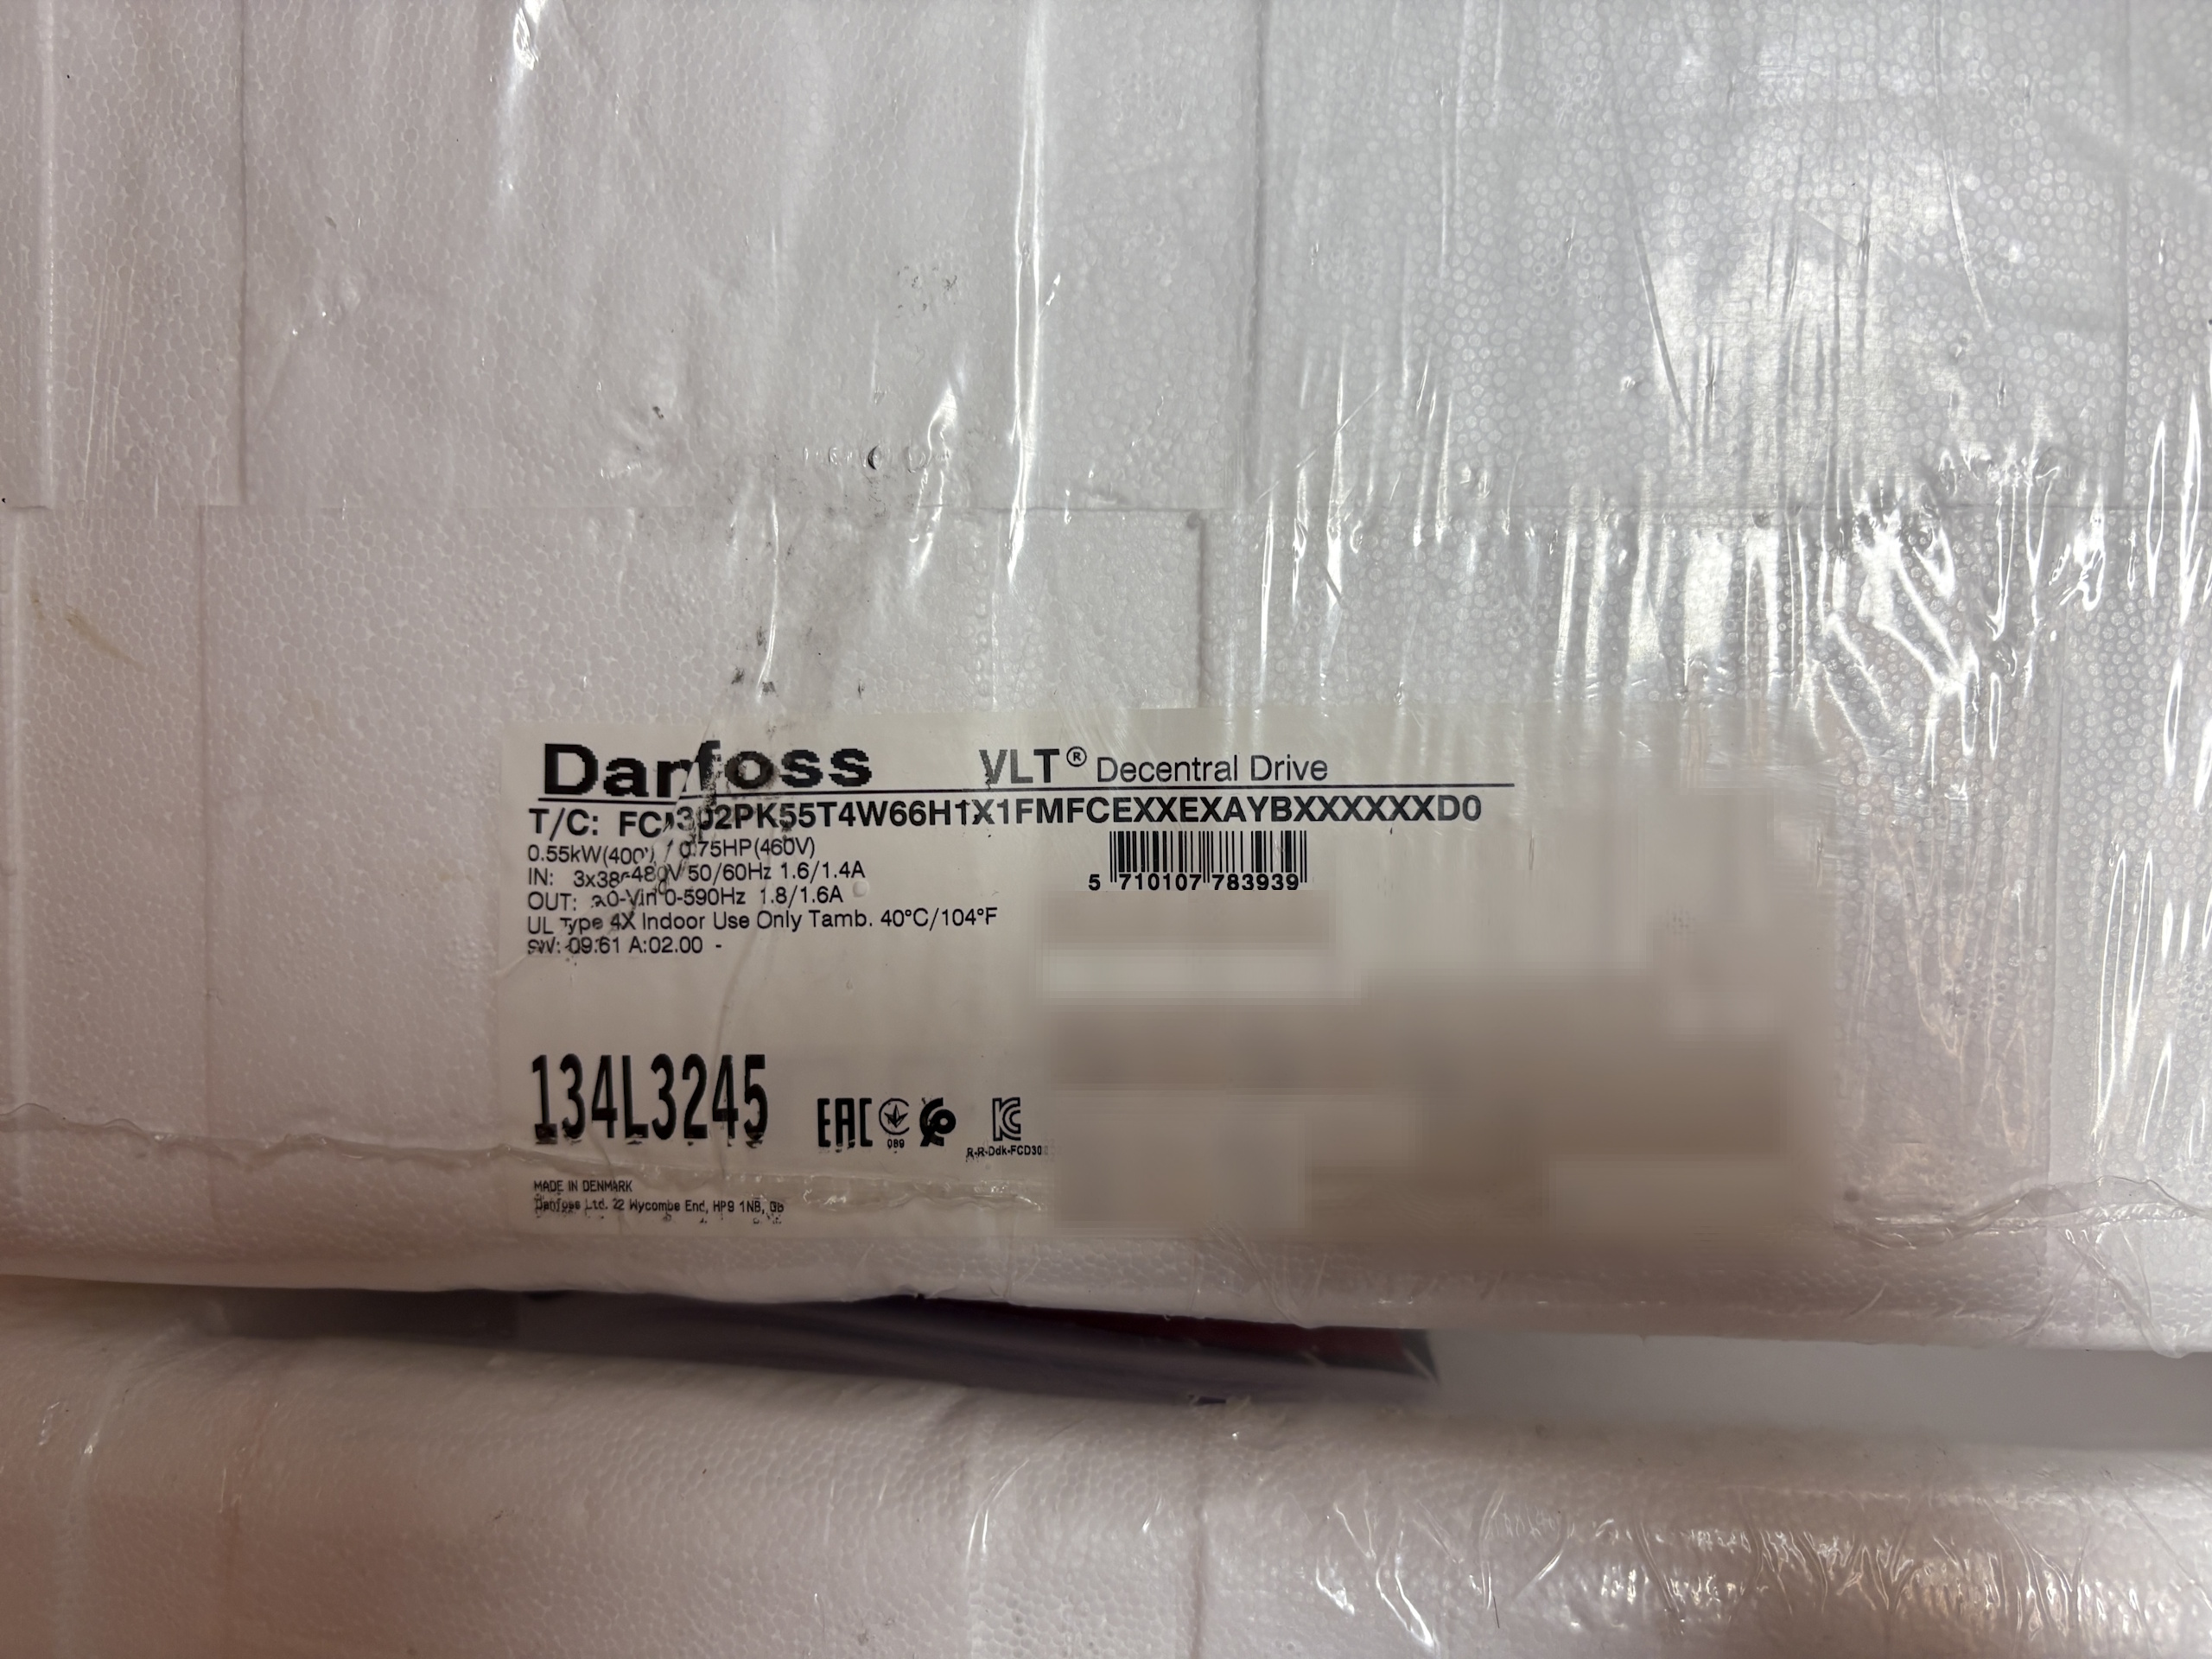 Danfoss VLT® Decentral Drive
T/C: FCD302PK55T4W66H1X1FMFCEXXEXAYBXXXXXXD0
0.55kW(400V) / 0.75HP(460V)
IN: 3x380-480V 50/60Hz 1.6/1.4A
OUT: 3x0-Vin 0-590Hz 1.8/1.6A
5 710107 783939
UL Type 4X Indoor Use Only Tamb. 40°C/104°F
SW: 09.61 A:02.00 -
134L3245
EAC
089
R-R-Ddk-FCD30
MADE IN DENMARK
Danfoss Ltd. 22 Wycombe End, HP9 1NB, Gb